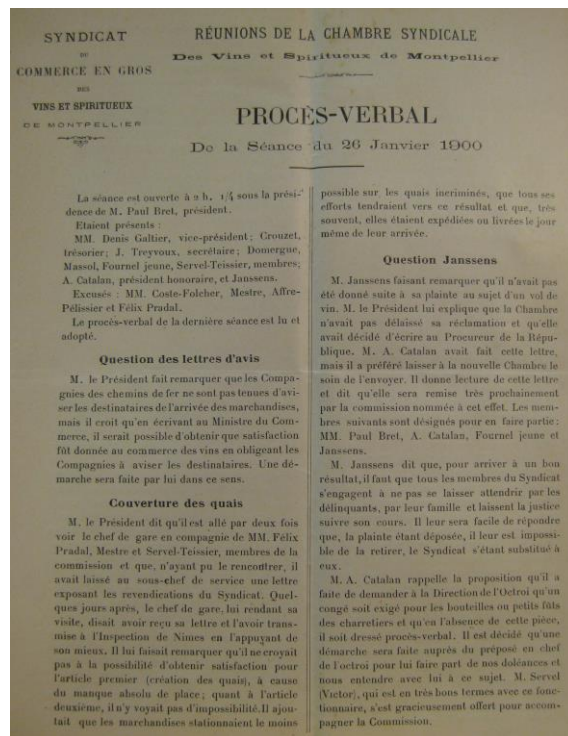 SYNDICAT
DU
COMMERCE EN GROS
DES
VINS ET SPIRITUEUX
DE MONTPELLIER
RÉUNIONS DE LA CHAMBRE SYNDICALE
Des Vins et Spiritueux de Montpellier
PROCÈS-VERBAL
De la Séance du 26 Janvier 1900
La séance est ouverte à 2 h. 1/4 sous la prési-
dence de M. Paul Bret, président.
Etaient présents :
MM. Denis Galtier, vice-président; Crouzet,
trésorier; J. Treyvoux, secrétaire; Domergue,
Massol, Fournel jeune, Servel-Teissier, membres;
A. Catalan, président honoraire, et Janssens.
Excusés : MM. Coste-Folcher, Mestre, Affre-
Pélissier et Félix Pradal.
Le procès-verbal de la dernière séance est lu et
adopté.
Question des lettres d'avis
M. le Président fait remarquer que les Compa-
gnies des chemins de fer ne sont pas tenues d'avi-
ser les destinataires de l'arrivée des marchandises,
mais il croit qu'en écrivant au Ministre du Com-
merce, il serait possible d'obtenir que satisfaction
fût donnée au commerce des vins en obligeant les
Compagnies à aviser les destinataires. Une dé-
marche sera faite par lui dans ce sens.
Couverture des quais
M. le Président dit qu'il est allé par deux fois
voir le chef de gare en compagnie de MM. Félix
Pradal, Mestre et Servel-Teissier, membres de la
commission et que, n'ayant pu le rencontrer, il
avait laissé au sous-chef de service une lettre
exposant les revendications du Syndicat. Quel-
ques jours après, le chef de gare, lui rendant sa
visite, disait avoir reçu sa lettre et l'avoir trans-
mise à l'Inspection de Nimes en l'appuyant de
son mieux. Il lui faisait remarquer qu'il ne croyait
pas à la possibilité d'obtenir satisfaction pour
l'article premier (création des quais), à cause
du manque absolu de place; quant à l'article
deuxième, il n'y voyait pas d'impossibilité. Il ajou-
tait que les marchandises stationnaient le moins
possible sur les quais incriminés, que tous ses
efforts tendraient vers ce résultat et que, très
souvent, elles étaient expédiées ou livrées le jour
même de leur arrivée.
Question Janssens
M. Janssens faisant remarquer qu'il n'avait pas
été donné suite à sa plainte au sujet d'un vol de
vin. M. le Président lui explique que la Chambre
n'avait pas délaissé sa réclamation et qu'elle
avait décidé d'écrire au Procureur de la Répu-
blique. M. A. Catalan avait fait cette lettre,
mais il a préféré laisser à la nouvelle Chambre le
soin de l'envoyer. Il donne lecture de cette lettre
et dit qu'elle sera remise très prochainement
par la commission nommée à cet effet. Les mem-
bres suivants sont désignés pour en faire partie :
MM. Paul Bret, A. Catalan, Fournel jeune et
Janssens.
M. Janssens dit que, pour arriver à un bon
résultat, il faut que tous les membres du Syndicat
s'engagent à ne pas se laisser attendrir par les
délinquants, par leur famille et laissent la justice
suivre son cours. Il leur sera facile de répondre
que, la plainte étant déposée, il leur est impossi-
ble de la retirer, le Syndicat s'étant substitué à
eux.
M. A. Catalan rappelle la proposition qu'il a
faite de demander à la Direction de l'Octroi qu'un
congé soit exigé pour les bouteilles ou petits fûts
des charretiers et qu'en l'absence de cette pièce,
il soit dressé procès-verbal. Il est décidé qu'une
démarche sera faite auprès du préposé en chef
de l'octroi pour lui faire part de nos doléances et
nous entendre avec lui à ce sujet. M. Servel
(Victor), qui est en très bons termes avec ce fonc-
tionnaire, s'est gracieusement offert pour accom-
pagner la Commission.